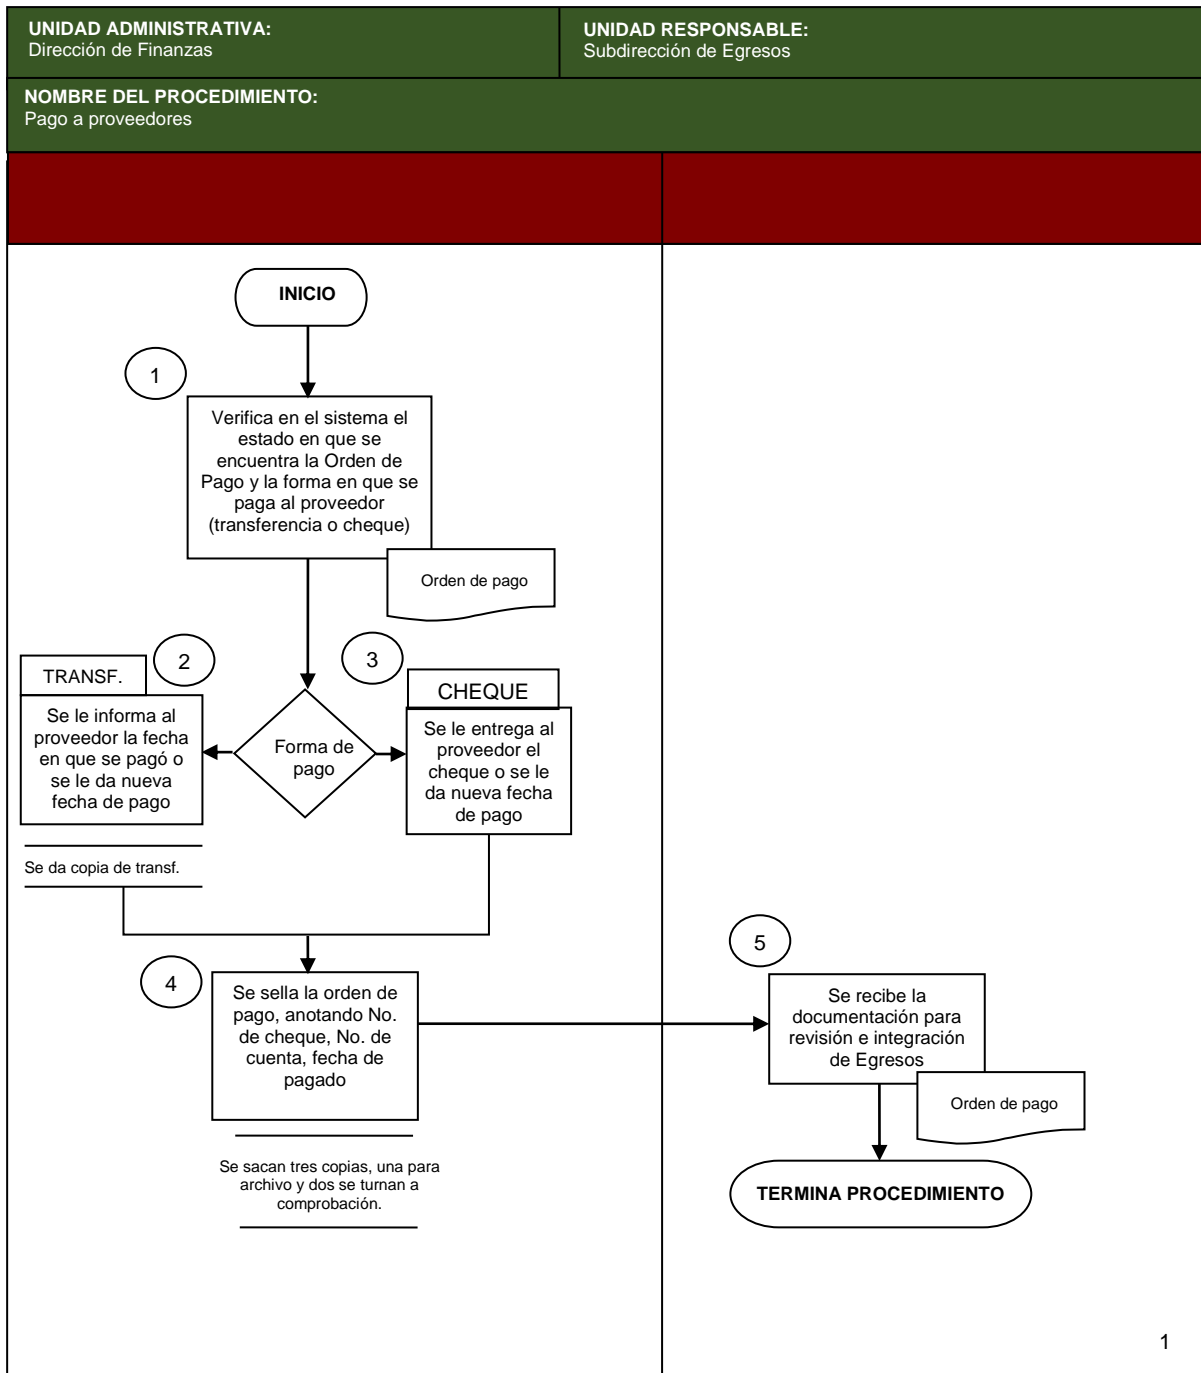 UNIDAD ADMINISTRATIVA:
Dirección de Finanzas
UNIDAD RESPONSABLE:
Subdirección de Egresos
NOMBRE DEL PROCEDIMIENTO:
Pago a proveedores
INICIO
1
Verifica en el sistema el
estado en que se
encuentra la Orden de
Pago y la forma en que se
paga al proveedor
(transferencia o cheque)
Orden de pago
2
TRANSF.
Se le informa al
proveedor la fecha
en que se pagó o
se le da nueva
fecha de pago
Se da copia de transf.
Forma de
pago
3
CHEQUE
Se le entrega al
proveedor el
cheque o se le
da nueva fecha
de pago
4
Se sella la orden de
pago, anotando No.
de cheque, No. de
cuenta, fecha de
pagado
Se sacan tres copias, una para
archivo y dos se turnan a
comprobación.
5
Se recibe la
documentación para
revisión e integración
de Egresos
Orden de pago
TERMINA PROCEDIMIENTO
1